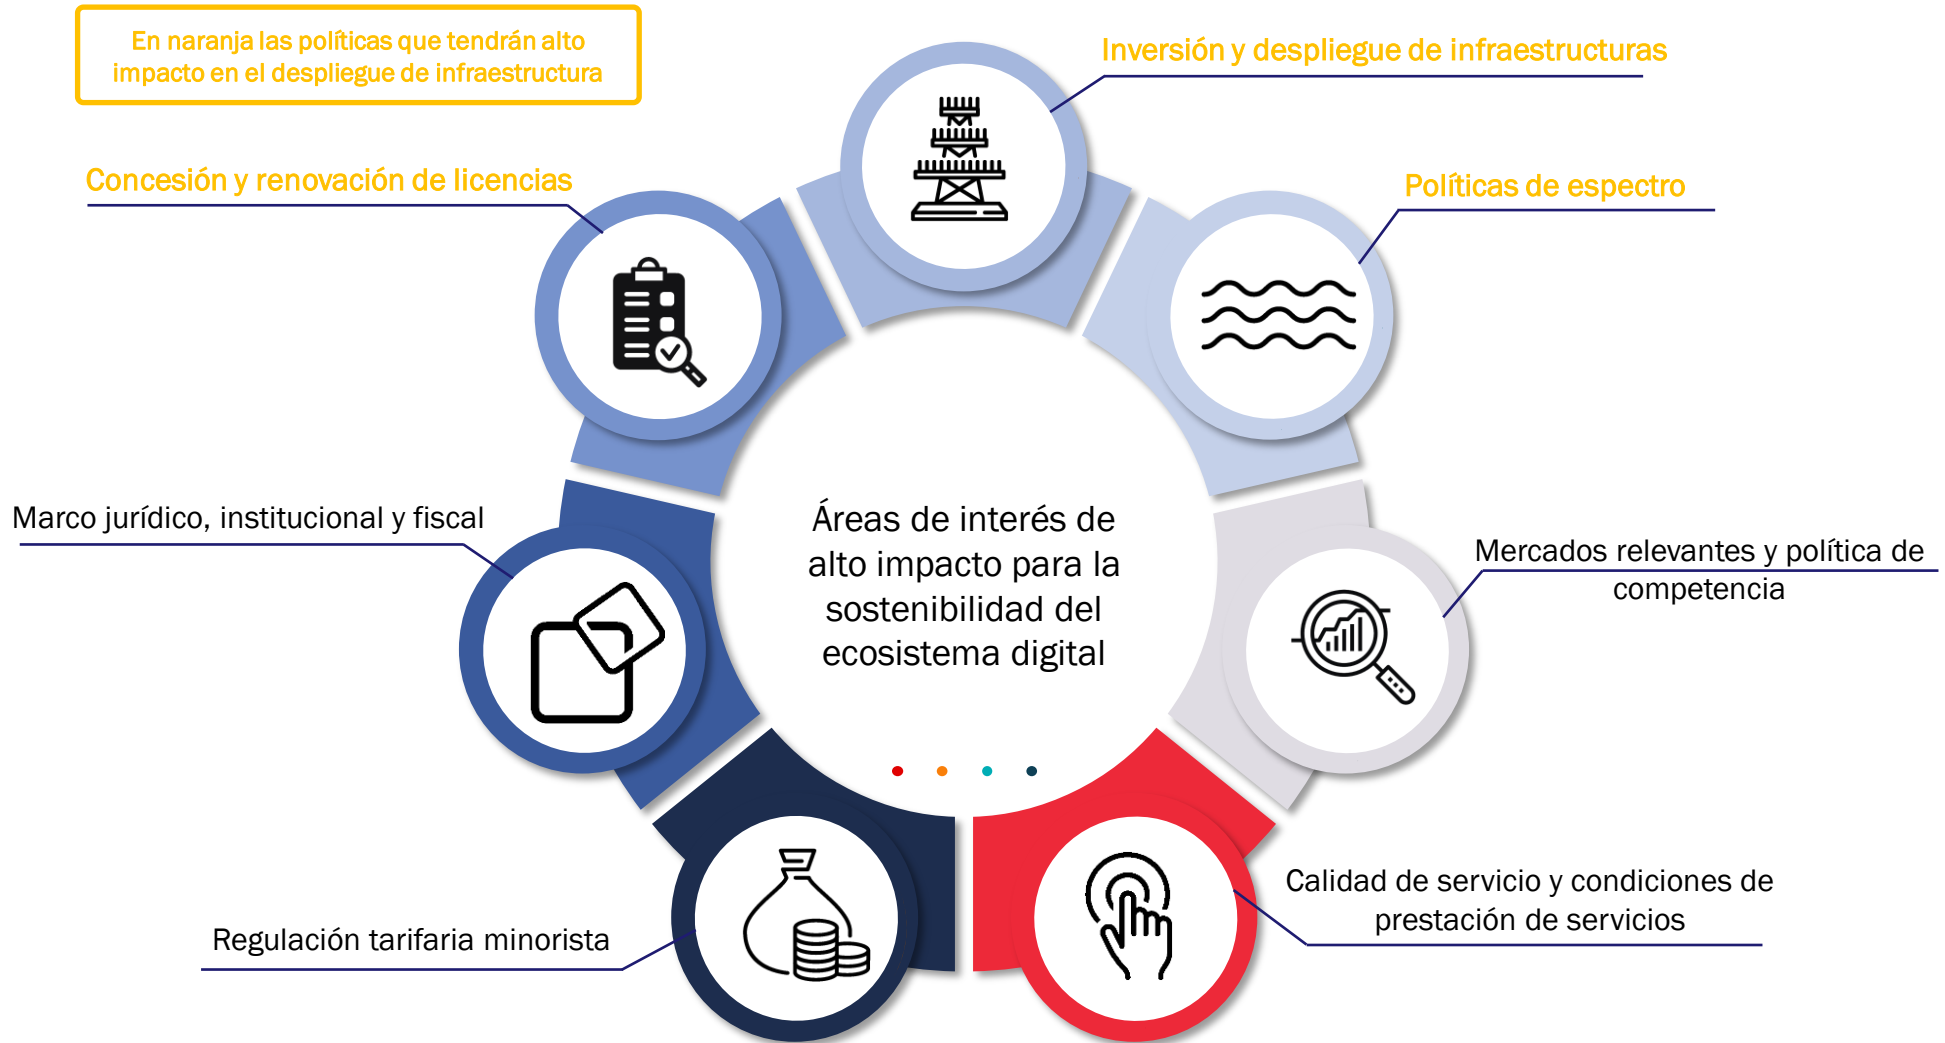 En naranja las políticas que tendrán alto
impacto en el despliegue de infraestructura
Inversión y despliegue de infraestructuras
Concesión y renovación de licencias
Políticas de espectro
Marco jurídico, institucional y fiscal
Áreas de interés de
alto impacto para la
sostenibilidad del
ecosistema digital
Mercados relevantes y política de
competencia
Regulación tarifaria minorista
Calidad de servicio y condiciones de
prestación de servicios